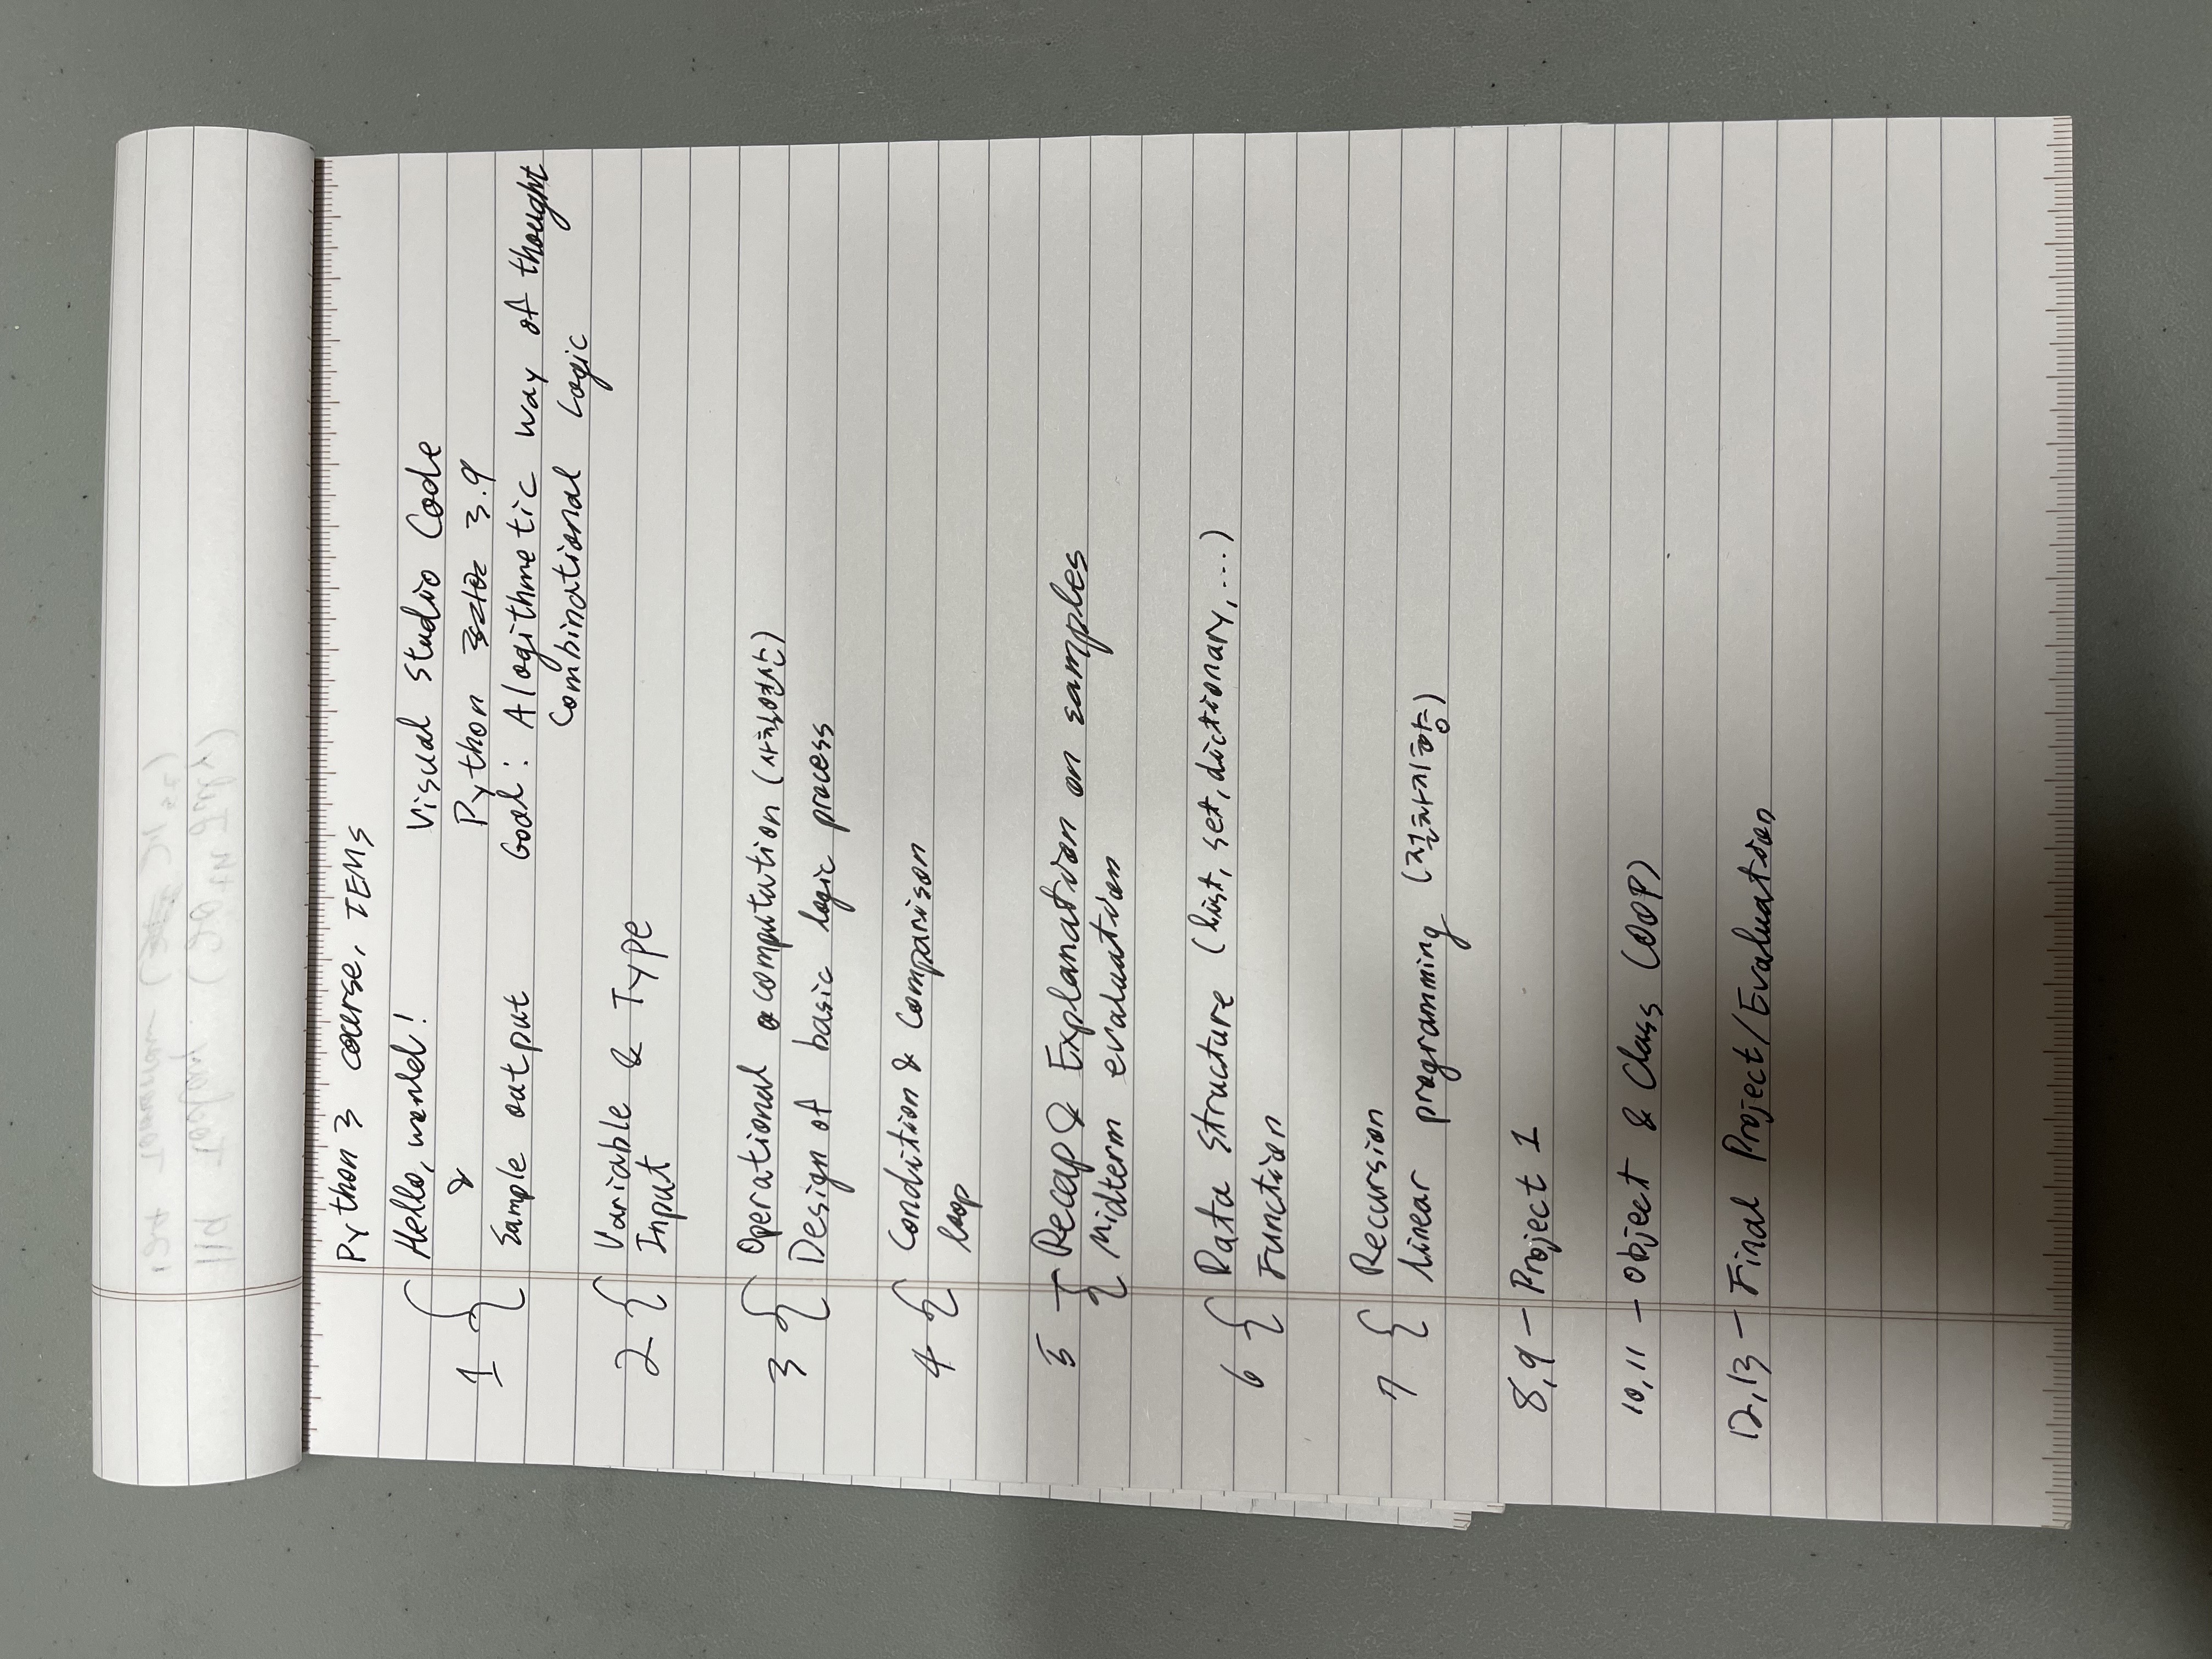 Python 3 course, IEMS
Hello, world!
&
Sample output
1
Visual Studio Code
Python 3.9
Goal: Alogithmetic way of thought
Combinational Logic
2
Variable & Type
Input
3
Operational computation (사칙연산)
Design of basic logic process
4
Condition & Comparison
loop
5
Recap & Explanation on samples
Midterm evaluation
6
Data structure (list, set, dictionary, ...)
Function
7
Recursion
linear programming (절차지향)
8,9 - Project 1
10,11 - Object & Class (OOP)
12,13 - Final Project/Evaluation